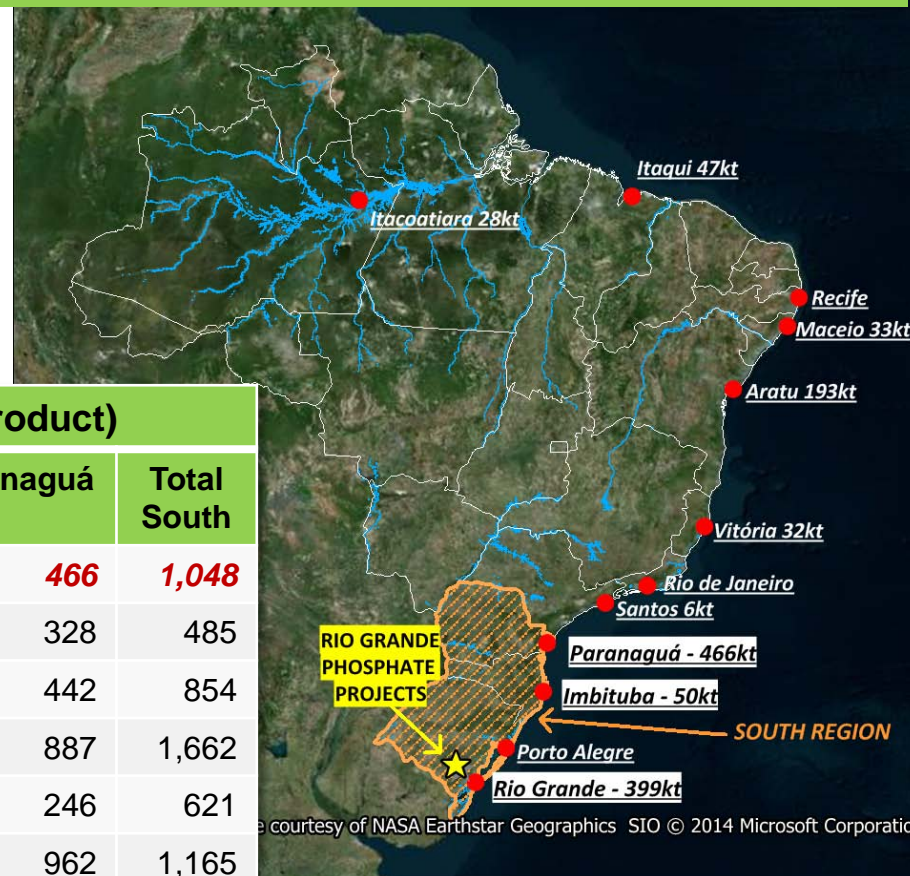 Itaqui 47kt
Itacoatiara 28kt
Recife
Maceio 33kt
Aratu 193kt
Vitória 32kt
Rio de Janeiro
Santos 6kt
Paranaguá - 466kt
Imbituba - 50kt
SOUTH REGION
Porto Alegre
Rio Grande - 399kt
RIO GRANDE
PHOSPHATE
PROJECTS
roduct)
naguá Total
South
466 1,048
328 485
442 854
887 1,662
246 621
962 1,165
e courtesy of NASA Earthstar Geographics SIO © 2014 Microsoft Corporatio